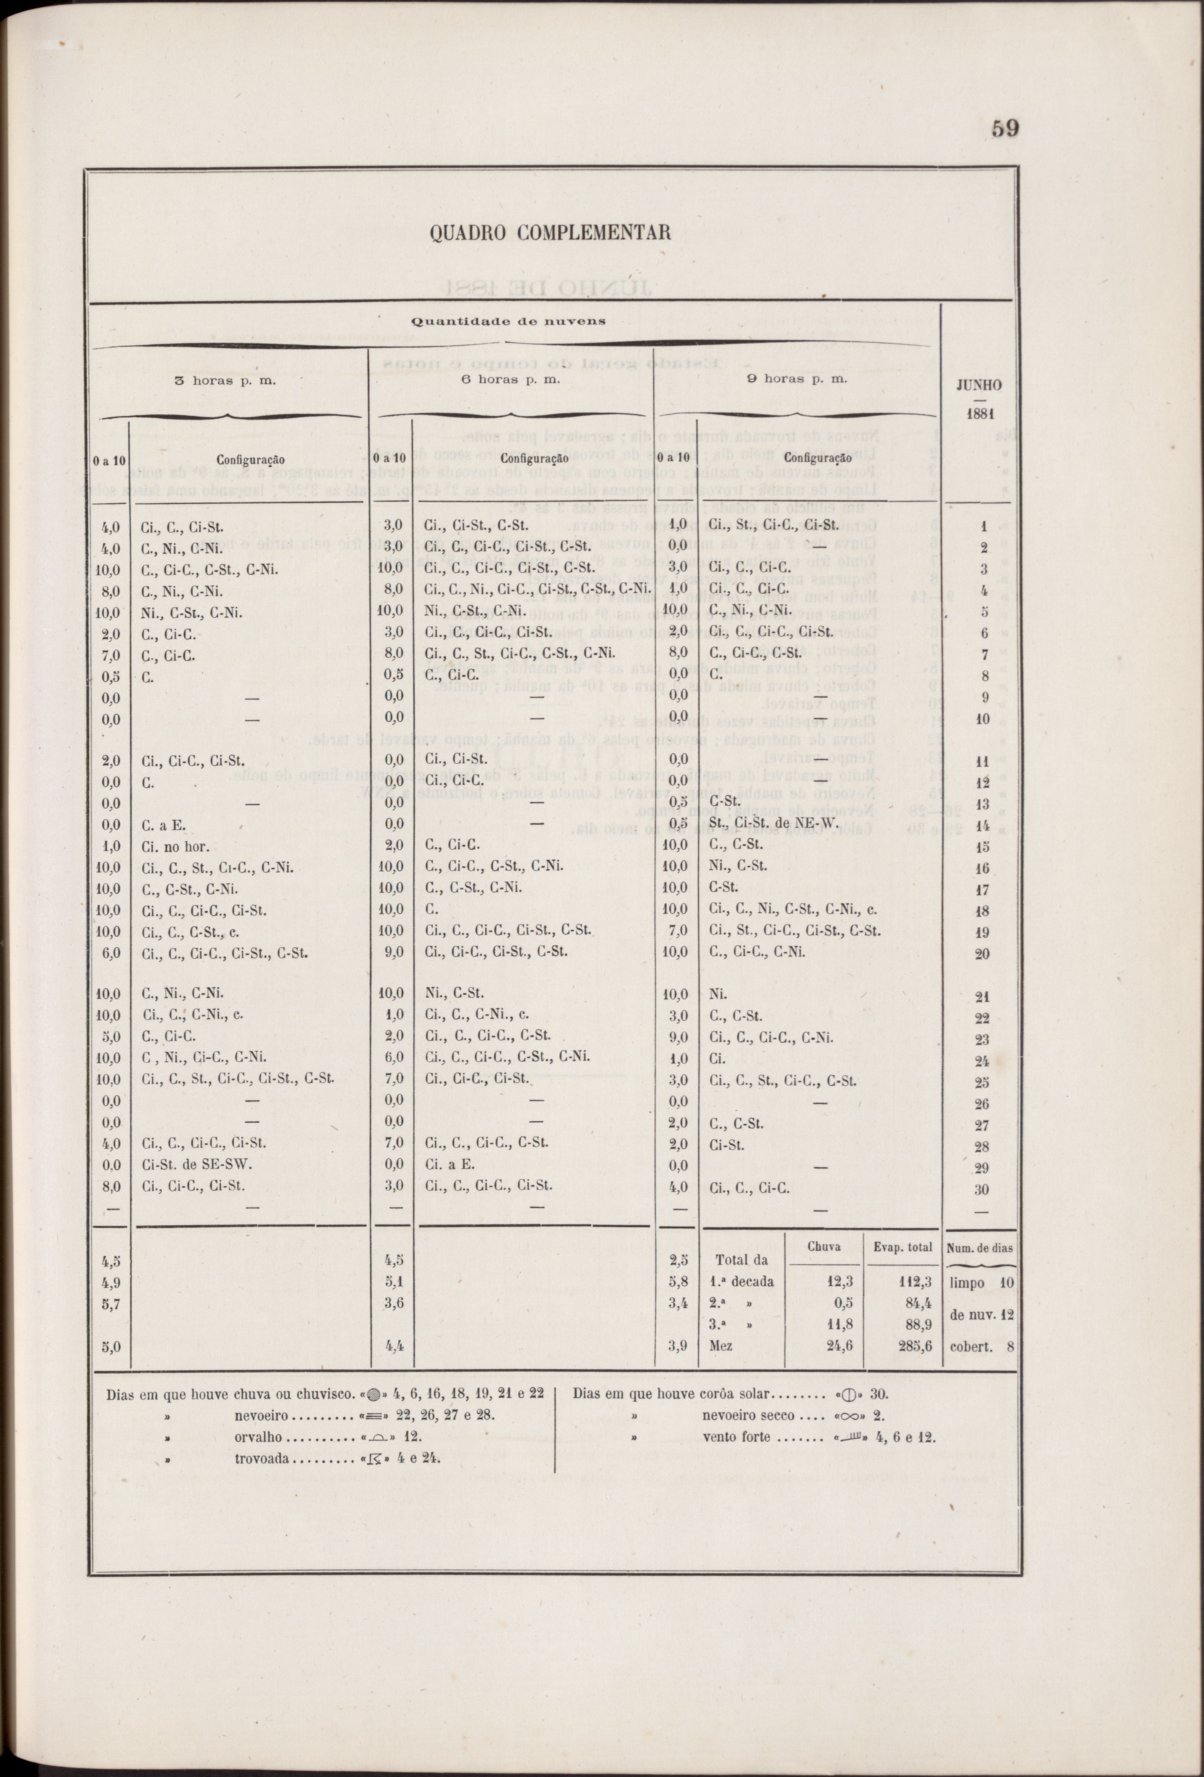 59
QUADRO COMPLEMENTAR
Quantidade de nuvens
3 horas p. m. 6 horas p. m. 9 horas p. m. JUNHO
—
1881
0 a 10 Configuração 0 a 10 Configuração 0 a 10 Configuração
4,0 Ci., C., Ci-St. 3,0 Ci., Ci-St., C-St. 1,0 Ci., St., Ci-C., Ci-St. 1
4,0 C., Ni., C-Ni. 3,0 Ci., C., Ci-C., Ci-St., C-St. 0,0 — 2
10,0 C., Ci-C., C-St., C-Ni. 10,0 Ci., C., Ci-C., Ci-St., C-St. 3,0 Ci., C., Ci-C. 3
8,0 C., Ni., C-Ni. 8,0 Ci., C., Ni., Ci-C., Ci-St., C-St., C-Ni. 1,0 Ci., C., Ci-C. 4
10,0 Ni., C-St., C-Ni. 10,0 Ni., C-St., C-Ni. 10,0 C., Ni., C-Ni. 5
2,0 C., Ci-C. 3,0 Ci., C., Ci-C., Ci-St. 2,0 Ci., C., Ci-C., Ci-St. 6
7,0 C., Ci-C. 8,0 Ci., C., St., Ci-C., C-St., C-Ni. 8,0 C., Ci-C., C-St. 7
0,5 C. 0,5 C., Ci-C. 0,0 C. 8
0,0 — 0,0 — 0,0 — 9
0,0 — 0,0 — 0,0 — 10
2,0 Ci., Ci-C., Ci-St. 0,0 Ci., Ci-St. 0,0 — 11
0,0 C. 0,0 Ci., Ci-C. 0,0 — 12
0,0 — 0,0 — 0,5 C-St. 13
0,0 C. a E. 0,0 — 0,5 St., Ci-St. de NE-W. 14
1,0 Ci. no hor. 2,0 C., Ci-C. 10,0 C., C-St. 15
10,0 Ci., C., St., Ci-C., C-Ni. 10,0 C., Ci-C., C-St., C-Ni. 10,0 Ni., C-St. 16
10,0 C., C-St., C-Ni. 10,0 C., C-St., C-Ni. 10,0 C-St. 17
10,0 Ci., C., Ci-C., Ci-St. 10,0 C. 10,0 Ci., C., Ni., C-St., C-Ni., c. 18
10,0 Ci., C., C-St., c. 10,0 Ci., C., Ci-C., Ci-St., C-St. 7,0 Ci., St., Ci-C., Ci-St., C-St. 19
6,0 Ci., C., Ci-C., Ci-St., C-St. 9,0 Ci., Ci-C., Ci-St., C-St. 10,0 C., Ci-C., C-Ni. 20
10,0 C., Ni., C-Ni. 10,0 Ni., C-St. 10,0 Ni. 21
10,0 Ci., C., C-Ni., c. 1,0 Ci., C., C-Ni., c. 3,0 C., C-St. 22
5,0 C., Ci-C. 2,0 Ci., C., Ci-C., C-St. 9,0 Ci., C., Ci-C., C-Ni. 23
10,0 C , Ni., Ci-C., C-Ni. 6,0 Ci., C., Ci-C., C-St., C-Ni. 1,0 Ci. 24
10,0 Ci., C., St., Ci-C., Ci-St., C-St. 7,0 Ci., Ci-C., Ci-St. 3,0 Ci., C., St., Ci-C., C-St. 25
0,0 — 0,0 — 0,0 — 26
0,0 — 0,0 — 2,0 C., C-St. 27
4,0 Ci., C., Ci-C., Ci-St. 7,0 Ci., C., Ci-C., C-St. 2,0 Ci-St. 28
0,0 Ci-St. de SE-SW. 0,0 Ci. a E. 0,0 — 29
8,0 Ci., Ci-C., Ci-St. 3,0 Ci., C., Ci-C., Ci-St. 4,0 Ci., C., Ci-C. 30
— — — — — — —
Chuva Evap. total Num. de dias
4,5 4,5 2,5 Total da
4,9 5,1 5,8 1.ª decada 12,3 112,3 limpo 10
5,7 3,6 3,4 2.ª » 0,5 84,4
de nuv. 12
3.ª » 11,8 88,9
5,0 4,4 3,9 Mez 24,6 285,6 cobert. 8
Dias em que houve chuva ou chuvisco. «» 4, 6, 16, 18, 19, 21 e 22 Dias em que houve corôa solar........ «» 30.
» nevoeiro......... «≡» 22, 26, 27 e 28. » nevoeiro secco .... «∞» 2.
» orvalho.......... «» 12. » vento forte ....... «» 4, 6 e 12.
» trovoada......... «» 4 e 24.